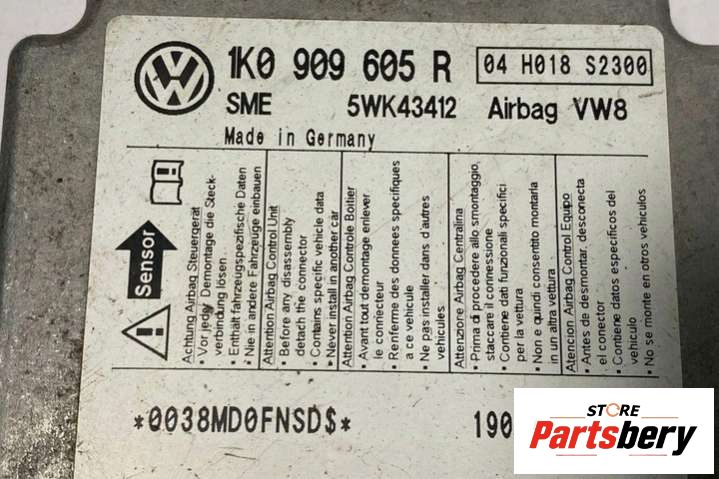 1K0 909 605 R
04 H018 S2300
SME 5WK43412 Airbag VW8
Made in Germany
Sensor
Achtung Airbag Steuergerät
• Vor jeder Demontage die Steck-
verbindung lösen.
• Enthält fahrzeugspezifische Daten
• Nie in andere Fahrzeuge einbauen
Attention Airbag Control Unit
• Before any disassembly
detach the connector
• Contains specific vehicle data
• Never install in another car
Attention Airbag Controle Boitier
• Avant tout demontage enlever
le connecteur
• Renferme des donnees specifiques
a ce vehicule
• Ne pas installer dans d'autres
vehicules
Attenzione Airbag Centralina
• Prima di procedere allo smontaggio,
staccare il connessione
• Contiene dati funzionali specifici
per la vettura
• Non e quindi consentito montarla
in un altra vettura
Atencion Airbag Control Equipo
• Antes de desmontar, desconecta
el conector
• Contiene datos especificos del
vehiculo
• No se monte en otros vehiculos
*0038MD0FNSD$*
190
STORE
Partsbery